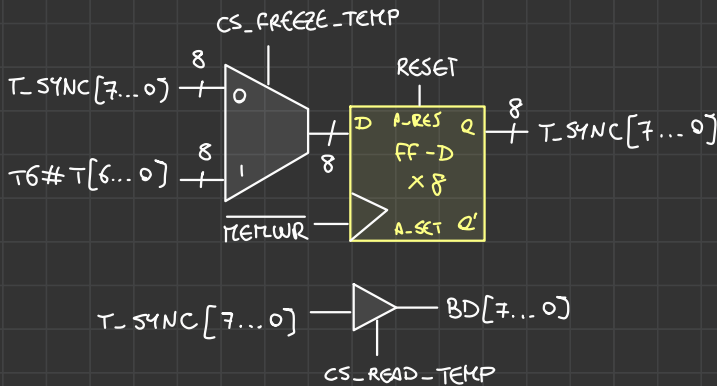 CS_FREEZE_TEMP
8
T_SYNC[7...0]
0
RESET
8
D A_RES Q
T_SYNC[7...0]
FF-D
8
8
T6#T[6...0]
1
x8
MEMWR
A_SET Q'
T_SYNC[7...0]
BD[7...0]
CS_READ_TEMP